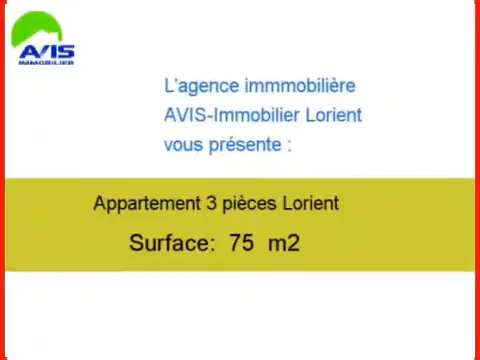 AVIS
IMMOBILIER
L'agence immmobilière
AVIS-Immobilier Lorient
vous présente :
Appartement 3 pièces Lorient
Surface: 75 m2